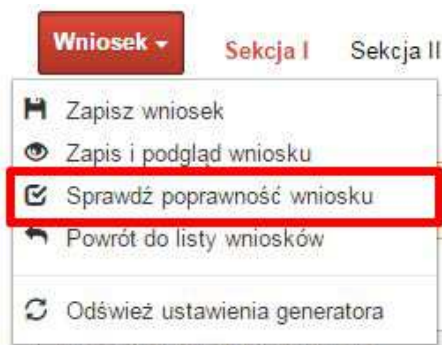 Wniosek Sekcja I Sekcja II
Zapisz wniosek
Zapis i podgląd wniosku
Sprawdź poprawność wniosku
Powrót do listy wniosków
Odśwież ustawienia generatora